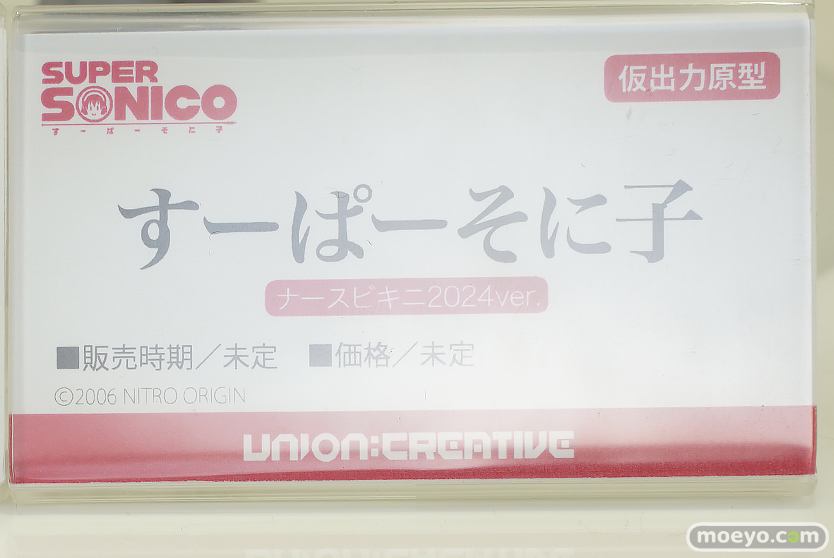 SUPER
SONICO
すーぱーそに子
仮出力原型
すーぱーそに子
ナースビキニ2024ver.
■販売時期/未定 ■価格/未定
©2006 NITRO ORIGIN
UNION:CREATIVE
moeyo.com